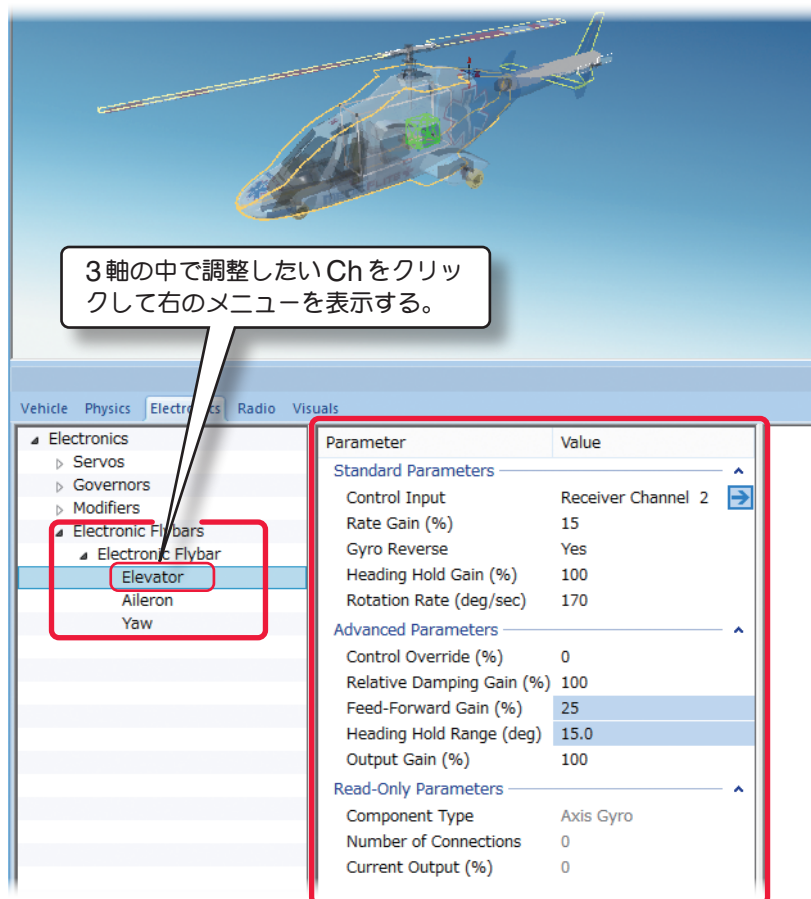 3軸の中で調整したいChをクリッ
クして右のメニューを表示する。
Vehicle Physics Electronics Radio Visuals
Electronics
Servos
Governors
Modifiers
Electronic Flybars
Electronic Flybar
Elevator
Aileron
Yaw
Parameter Value
Standard Parameters
Control Input Receiver Channel 2
Rate Gain (%) 15
Gyro Reverse Yes
Heading Hold Gain (%) 100
Rotation Rate (deg/sec) 170
Advanced Parameters
Control Override (%) 0
Relative Damping Gain (%) 100
Feed-Forward Gain (%) 25
Heading Hold Range (deg) 15.0
Output Gain (%) 100
Read-Only Parameters
Component Type Axis Gyro
Number of Connections 0
Current Output (%) 0